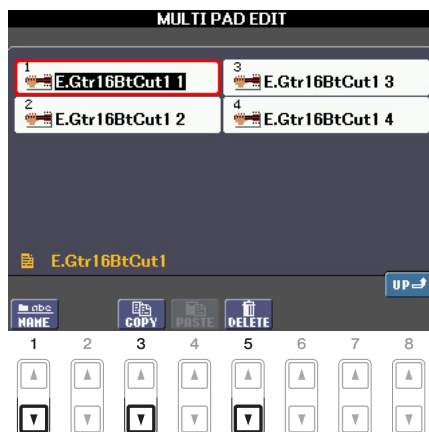 MULTI PAD EDIT
1 E.Gtr16BtCut1 1
3 E.Gtr16BtCut1 3
2 E.Gtr16BtCut1 2
4 E.Gtr16BtCut1 4
E.Gtr16BtCut1
UP
abc
NAME COPY PASTE DELETE
1 2 3 4 5 6 7 8